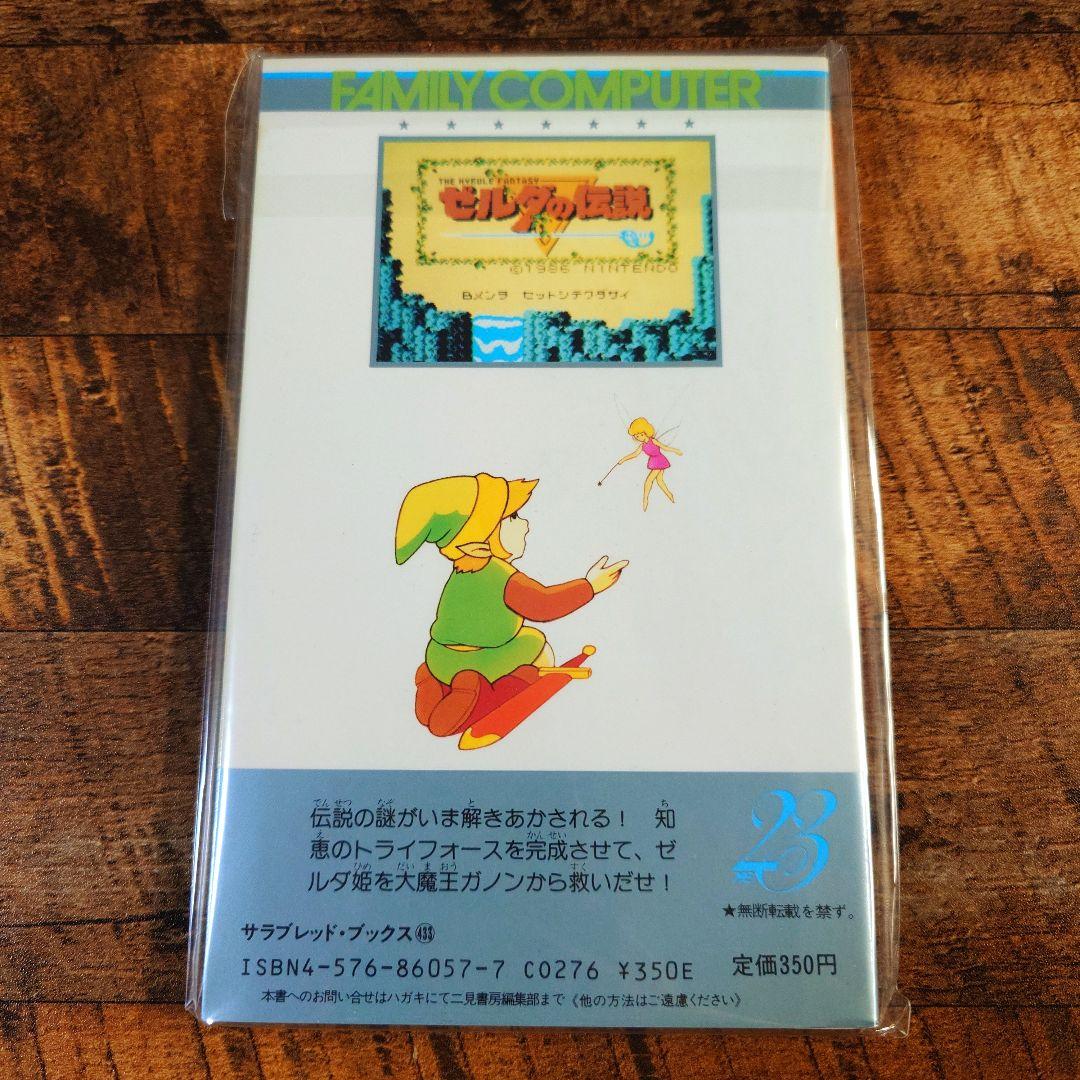 FAMILY COMPUTER
THE HYRULE FANTASY
ゼルダの伝説
©1986 NINTENDO
Bメンヲ セットシテクダサイ
伝説の謎がいま解きあかされる! 知
恵のトライフォースを完成させて、ゼ
ルダ姫を大魔王ガノンから救いだせ!
23
★無断転載を禁ず。
サラブレッド・ブックス433
ISBN4-576-86057-7 C0276 ¥350E 定価350円
本書へのお問い合せはハガキにて二見書房編集部まで《他の方法はご遠慮ください》